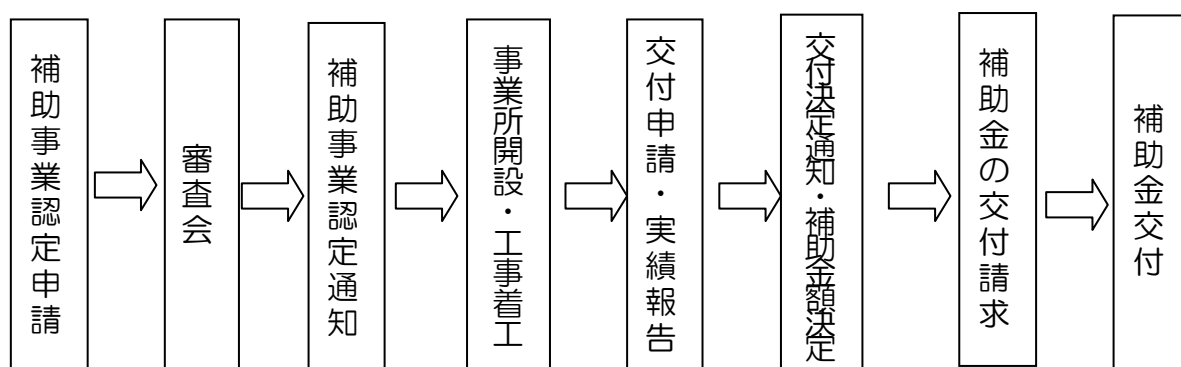 補助事業認定申請
審査会
補助事業認定通知
事業所開設・工事着工
交付申請・実績報告
交付決定通知・補助金額決定
補助金の交付請求
補助金交付